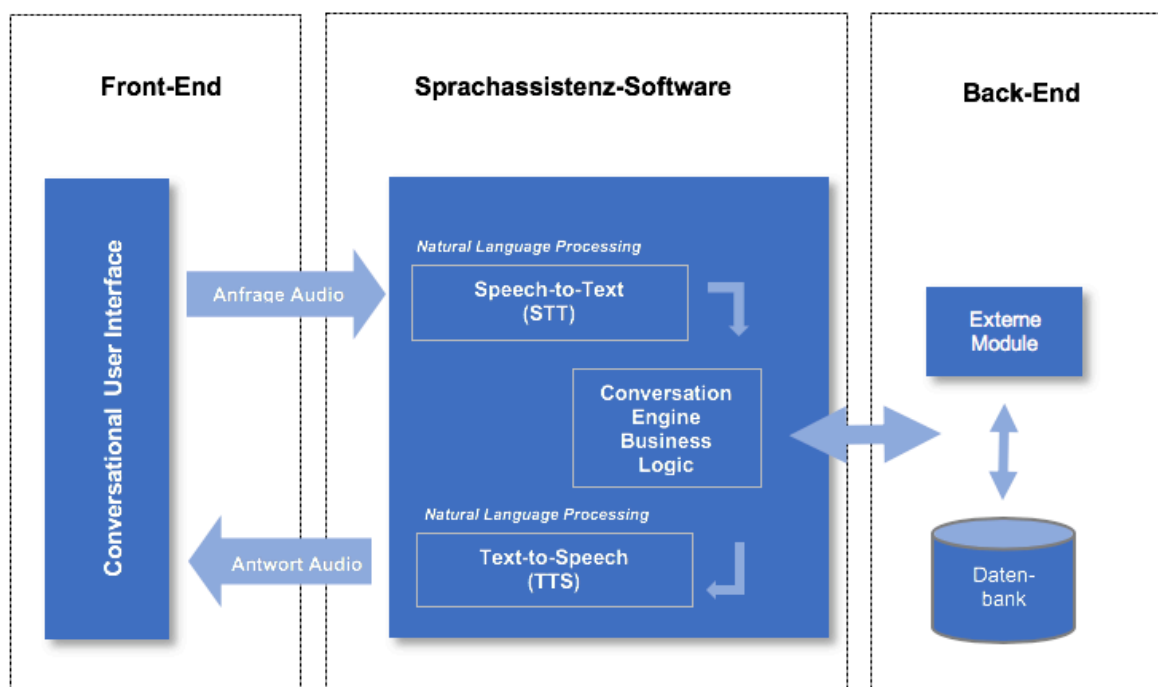 Front-End
Sprachassistenz-Software
Back-End
Conversational User Interface
Anfrage Audio
Natural Language Processing
Speech-to-Text
(STT)
Conversation
Engine
Business
Logic
Natural Language Processing
Text-to-Speech
(TTS)
Antwort Audio
Externe
Module
Daten-
bank